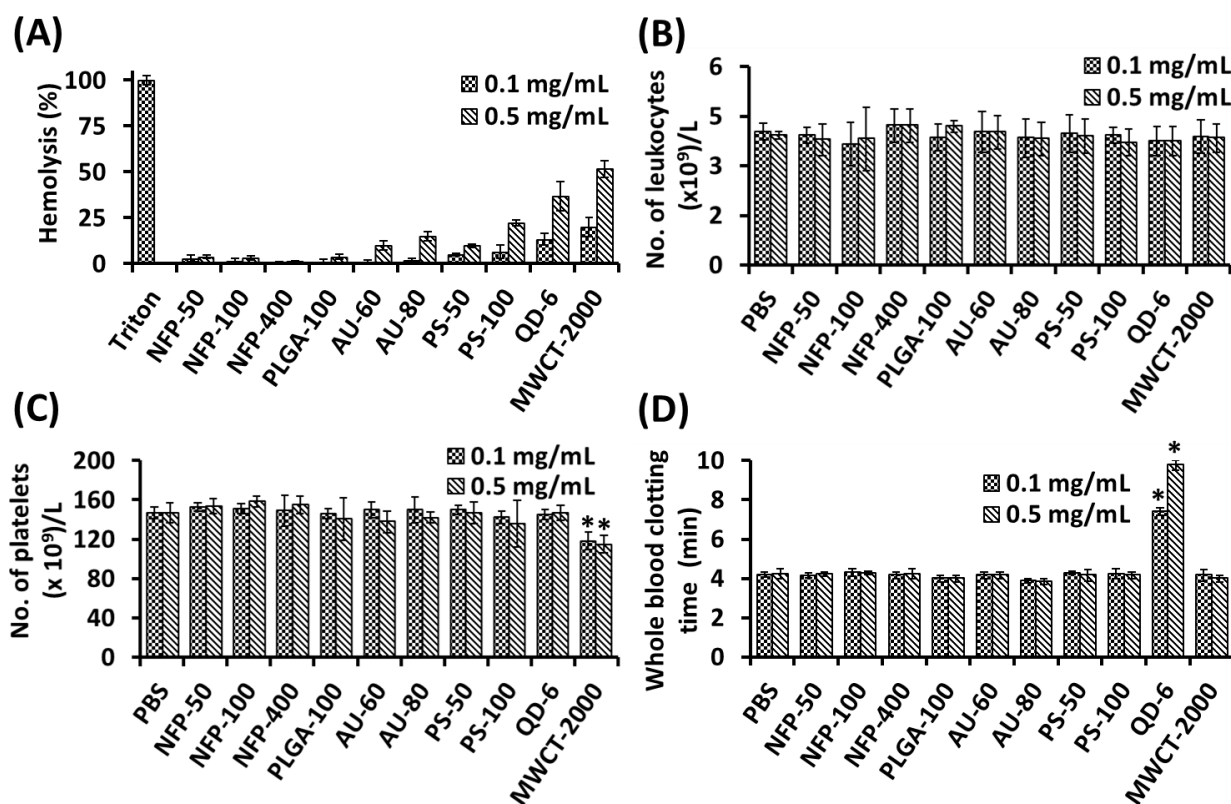 (A)
Hemolysis (%)
100
75
50
25
0
0.1 mg/mL
0.5 mg/mL
Triton
NFP-50
NFP-100
NFP-400
PLGA-100
AU-60
AU-80
PS-50
PS-100
QD-6
MWCT-2000
(B)
No. of leukocytes
(x10⁹)/L
6
5
3
2
0
0.1 mg/mL
0.5 mg/mL
PBS
NFP-50
NFP-100
NFP-400
PLGA-100
AU-60
AU-80
PS-50
PS-100
QD-6
MWCT-2000
(C)
No. of platelets
(x 10⁹)/L
200
160
120
80
40
0
0.1 mg/mL
0.5 mg/mL
* *
PBS
NFP-50
NFP-100
NFP-400
PLGA-100
AU-60
AU-80
PS-50
PS-100
QD-6
MWCT-2000
(D)
Whole blood clotting
time (min)
10
8
6
4
2
0
0.1 mg/mL
0.5 mg/mL
*
*
PBS
NFP-50
NFP-100
NFP-400
PLGA-100
AU-60
AU-80
PS-50
PS-100
QD-6
MWCT-2000